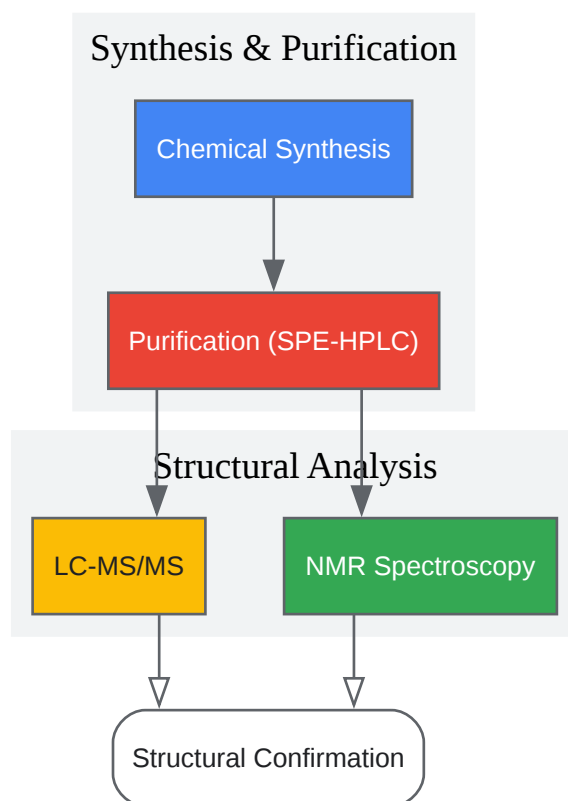 Synthesis & Purification
Chemical Synthesis
Purification (SPE-HPLC)
Structural Analysis
LC-MS/MS
NMR Spectroscopy
Structural Confirmation